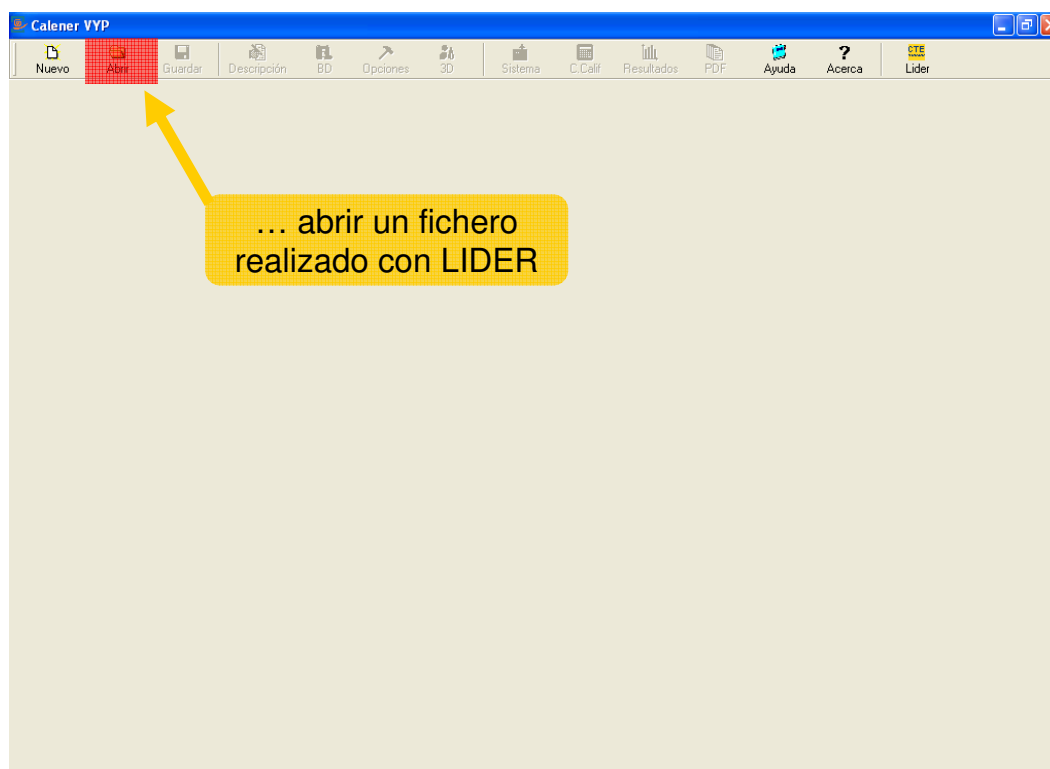 Calener VYP
Nuevo Abrir Guardar Descripción BD Opciones 3D Sistema C.Calif Resultados PDF Ayuda Acerca CTE Lider
… abrir un fichero
realizado con LIDER